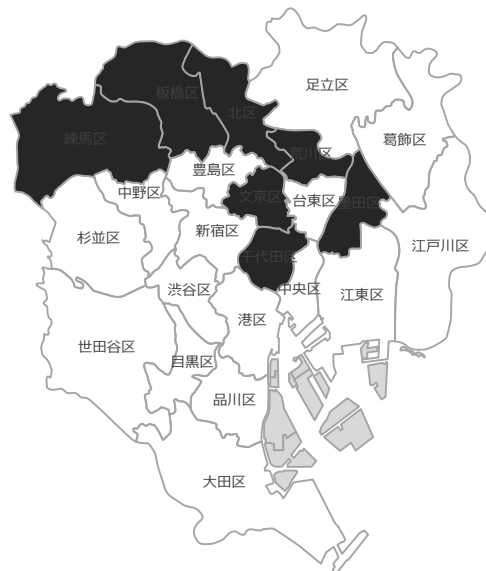 足立区
板橋区
北区
練馬区
荒川区
葛飾区
豊島区
中野区
文京区
台東区
墨田区
杉並区
新宿区
江戸川区
千代田区
渋谷区
中央区
江東区
港区
世田谷区
目黒区
品川区
大田区